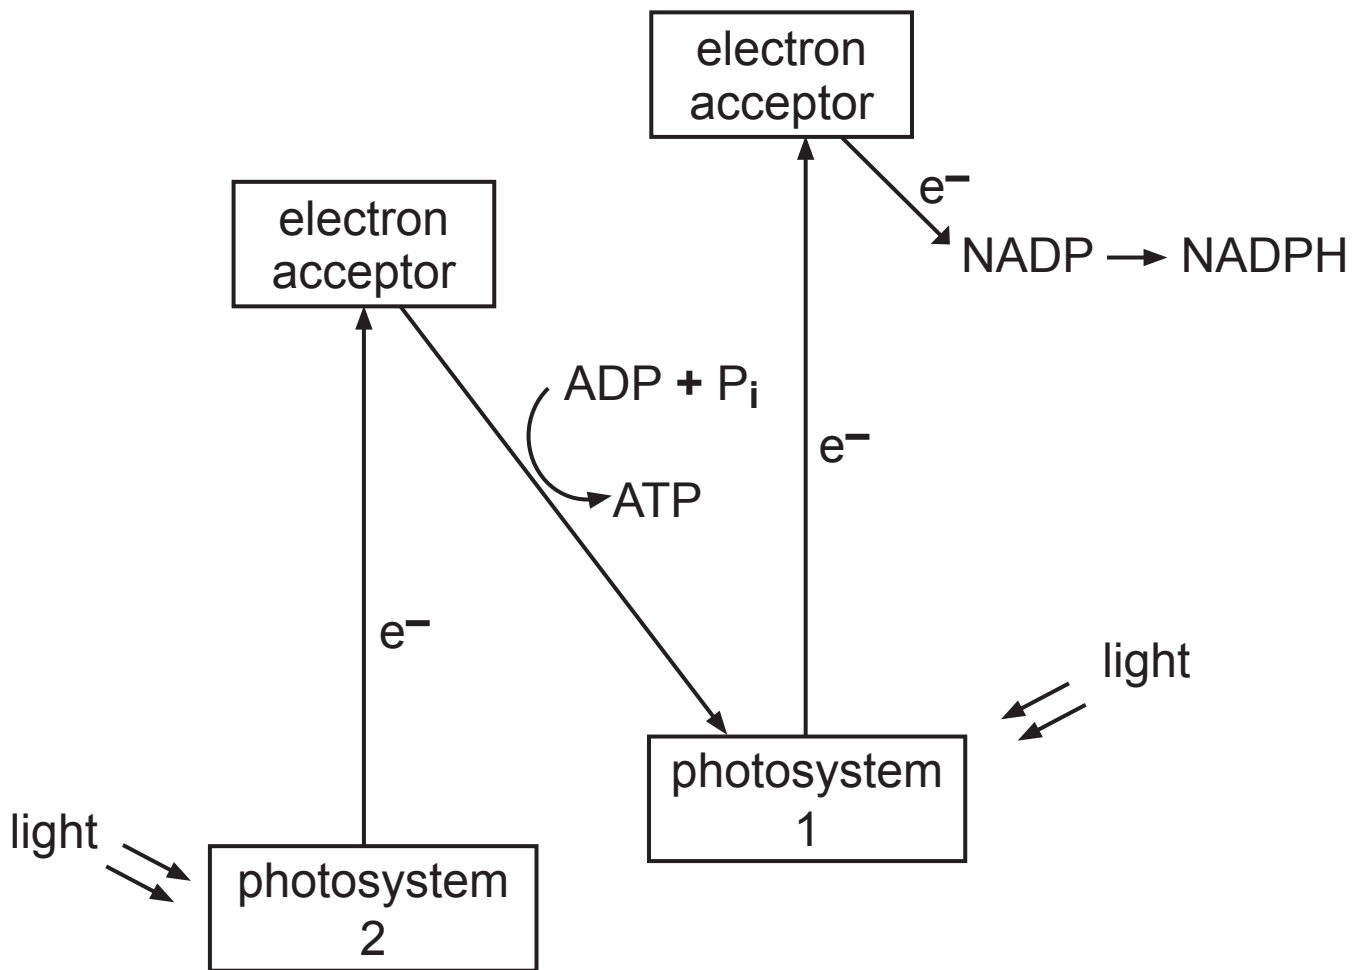 electron
acceptor
electron
acceptor
e–
NADP → NADPH
ADP + Pi
ATP
e–
e–
light
photosystem
1
light
photosystem
2